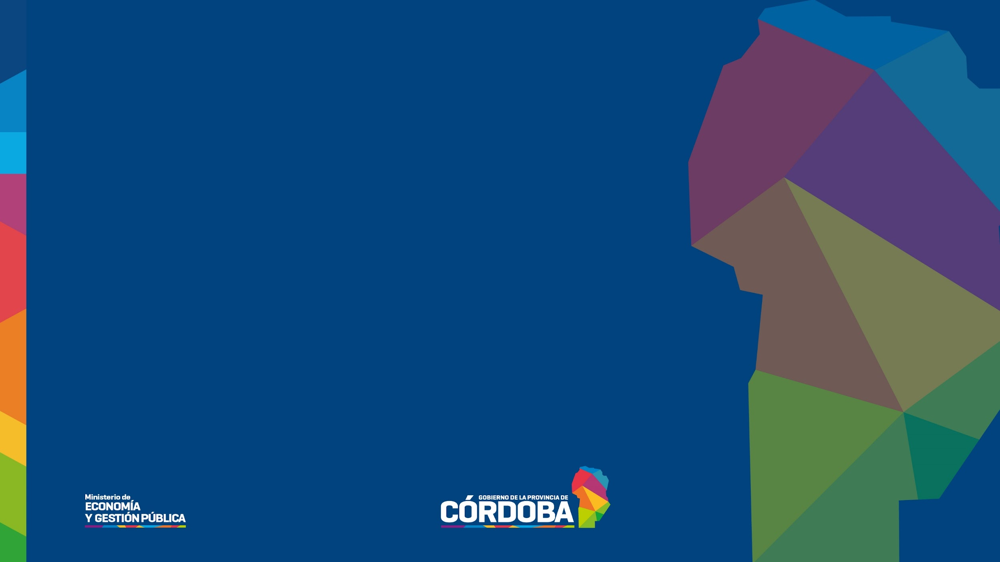 Ministerio de
ECONOMÍA
Y GESTIÓN PÚBLICA
GOBIERNO DE LA PROVINCIA DE
CÓRDOBA